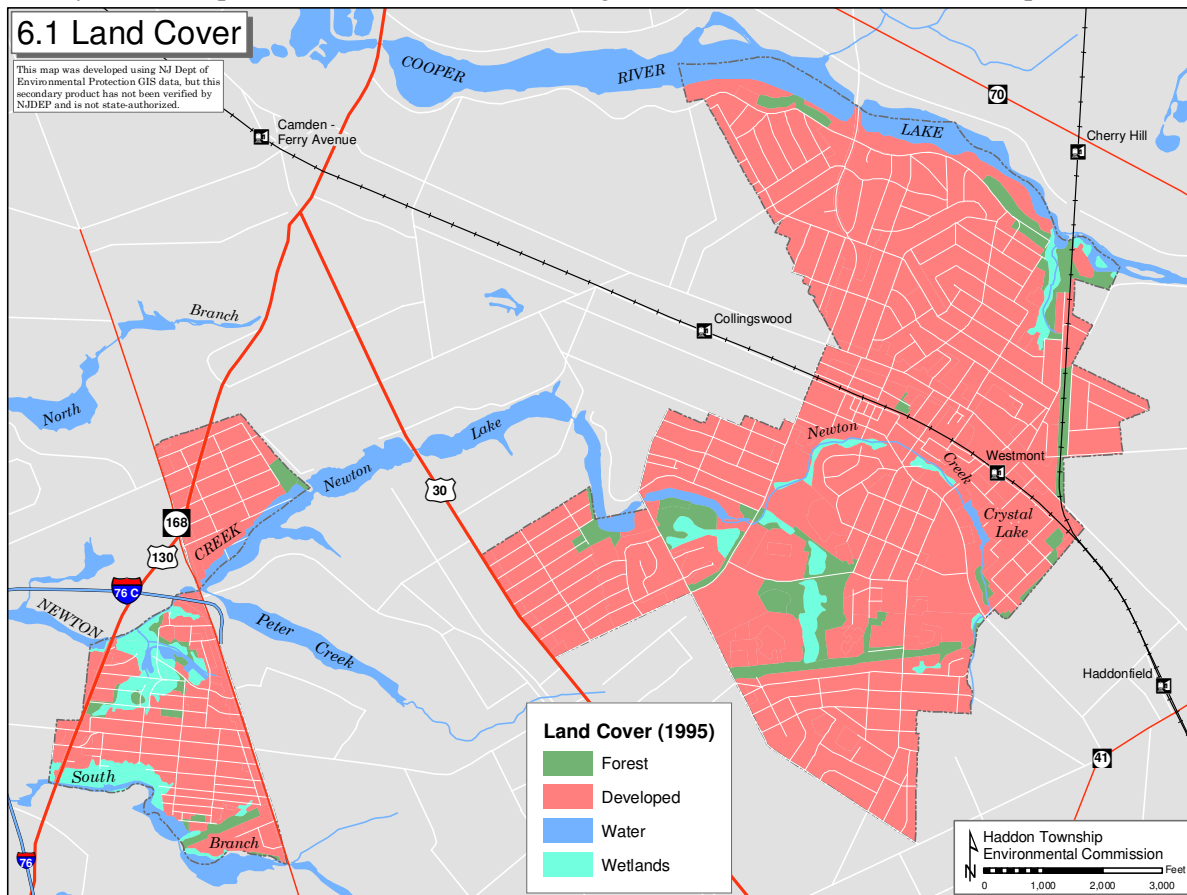 6.1 Land Cover
This map was developed using NJ Dept of
Environmental Protection GIS data, but this
secondary product has not been verified by
NJDEP and is not state-authorized.
COOPER
RIVER
LAKE
70
Camden -
Ferry Avenue
Cherry Hill
Branch
North
Collingswood
Newton
Lake
Newton
Creek
Westmont
Crystal
Lake
30
168
130
CREEK
76 C
NEWTON
Peter
Creek
Haddonfield
41
South
Branch
76
Land Cover (1995)
Forest
Developed
Water
Wetlands
Haddon Township
Environmental Commission
N
Feet
0 1,000 2,000 3,000